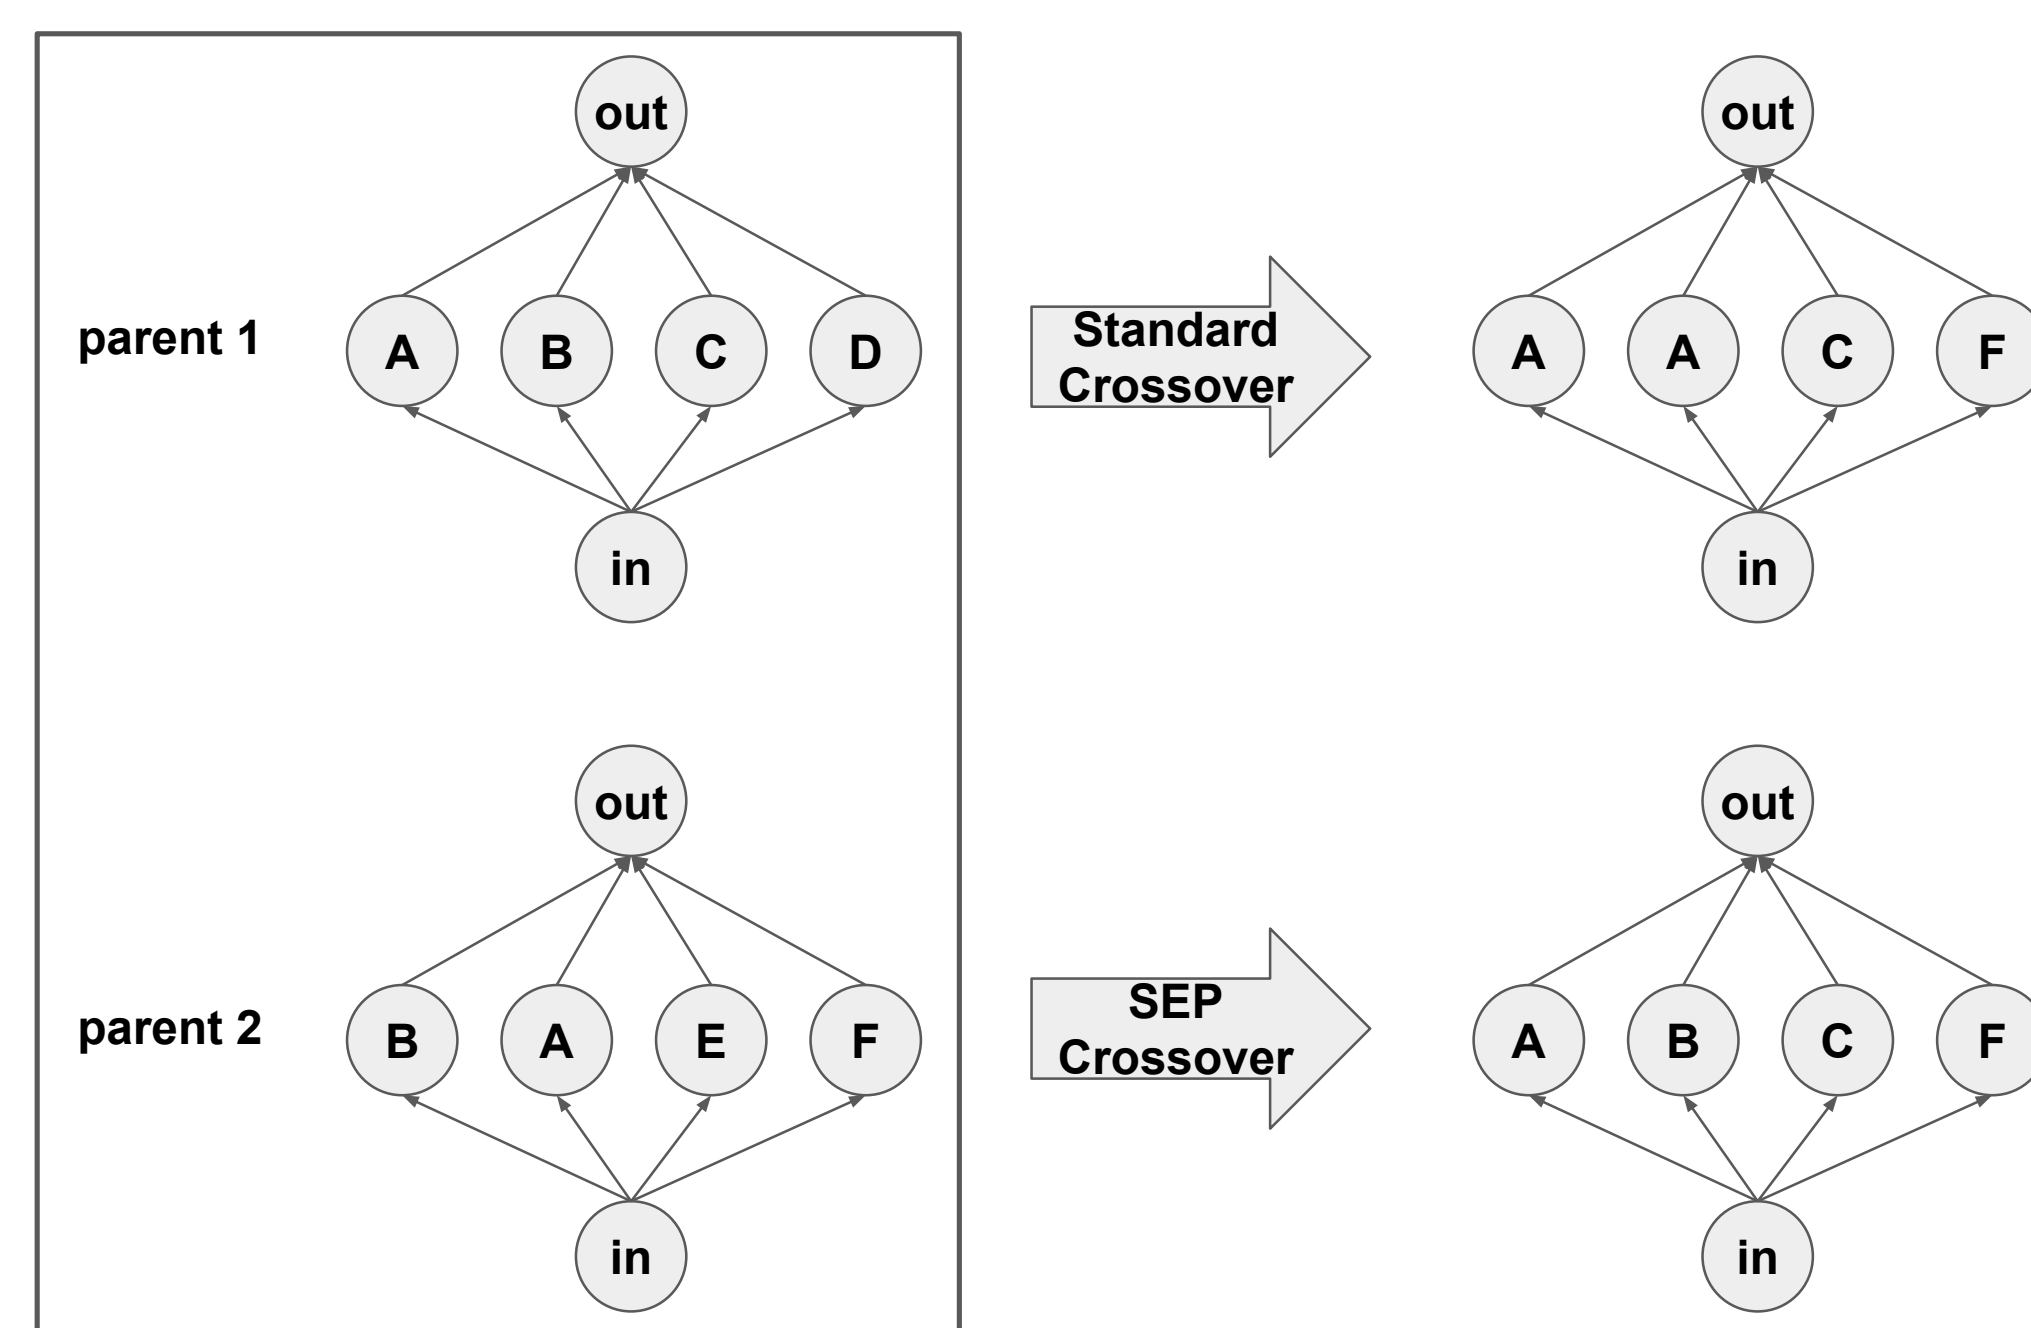 out
out
parent 1
A
B
C
D
Standard
Crossover
A
A
C
F
in
in
out
out
parent 2
B
A
E
F
SEP
Crossover
A
B
C
F
in
in